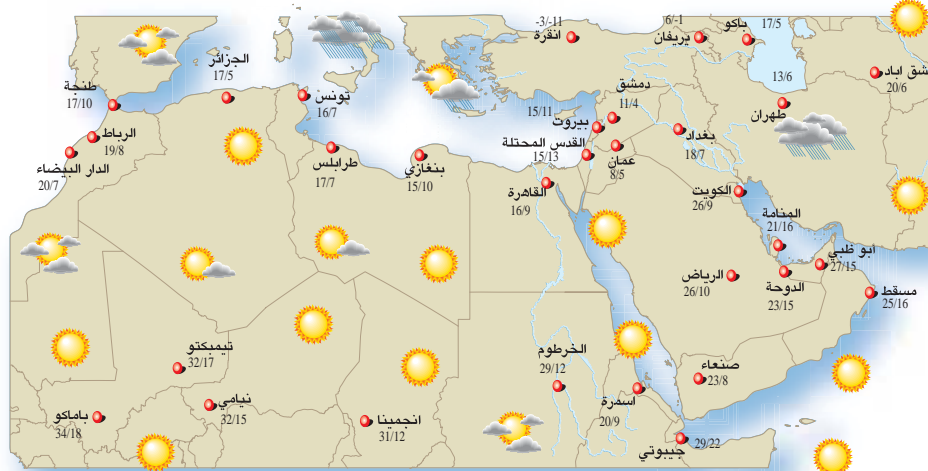 -3/-11
انقرة
6/-1
يريفان
باكو
17/5
شق اباد
20/6
13/6
طهران
الجزائر
17/5
طنجة
17/10
تونس
16/7
دمشق
11/4
15/11
بيروت
بغداد
18/7
الرباط
19/8
الدار البيضاء
20/7
طرابلس
17/7
بنغازي
15/10
القدس المحتلة
15/13
عمان
8/5
القاهرة
16/9
الكويت
26/9
المنامة
21/16
أبو ظبي
27/15
الرياض
26/10
الدوحة
23/15
مسقط
25/16
تيمبكتو
32/17
الخرطوم
29/12
صنعاء
23/8
نيامي
32/15
اسمرة
20/9
باماكو
34/18
انجمينا
31/12
جيبوتي
29/22